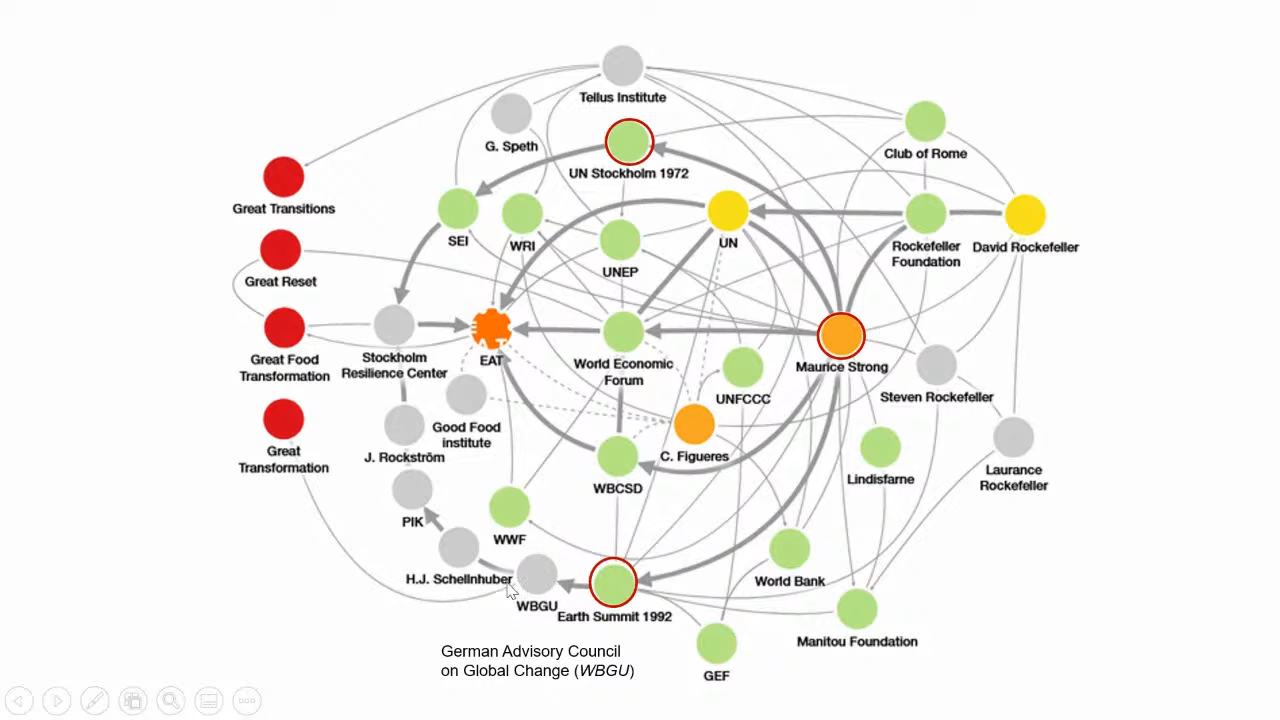 Tellus Institute
G. Speth
Club of Rome
UN Stockholm 1972
Great Transitions
SEI
WRI
UN
Rockefeller
Foundation
David Rockefeller
UNEP
Great Reset
Great Food
Transformation
Stockholm
Resilience Center
EAT
World Economic
Forum
UNFCCC
Maurice Strong
Steven Rockefeller
Good Food
institute
J. Rockström
C. Figueres
Great
Transformation
WBCSD
Lindisfarne
Laurance
Rockefeller
PIK
WWF
H.J. Schellnhuber
WBGU
Earth Summit 1992
World Bank
Manitou Foundation
GEF
German Advisory Council
on Global Change (WBGU)